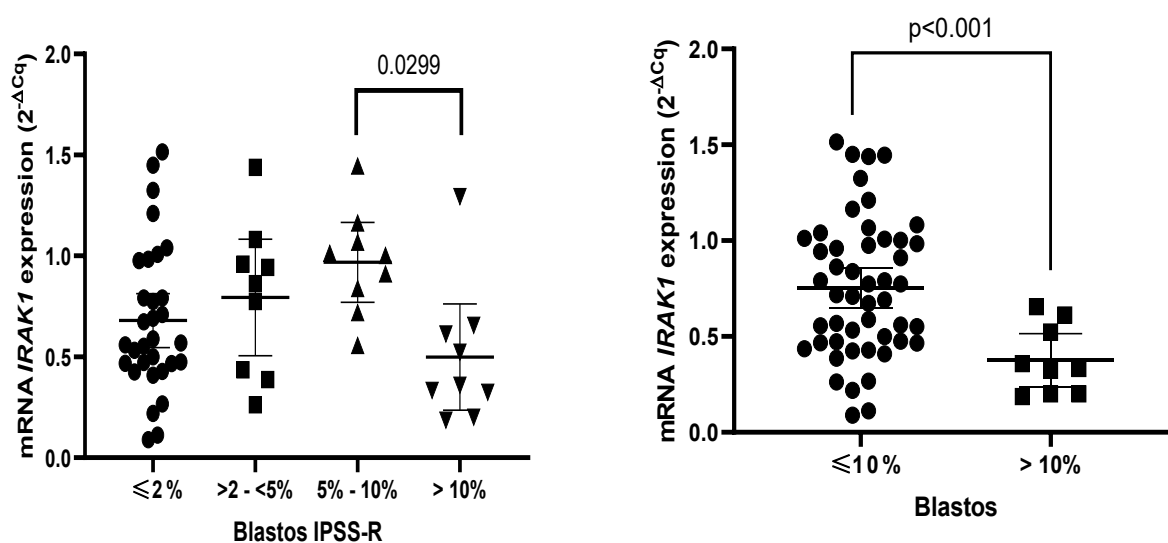 mRNA IRAK1 expression (2-ΔCq)
2.0
1.5
1.0
0.5
0.0
0.0299
≤2 %
>2 - <5%
5% - 10%
> 10%
Blastos IPSS-R
mRNA IRAK1 expression (2-ΔCq)
2.0
1.5
1.0
0.5
0.0
p<0.001
≤10 %
> 10%
Blastos